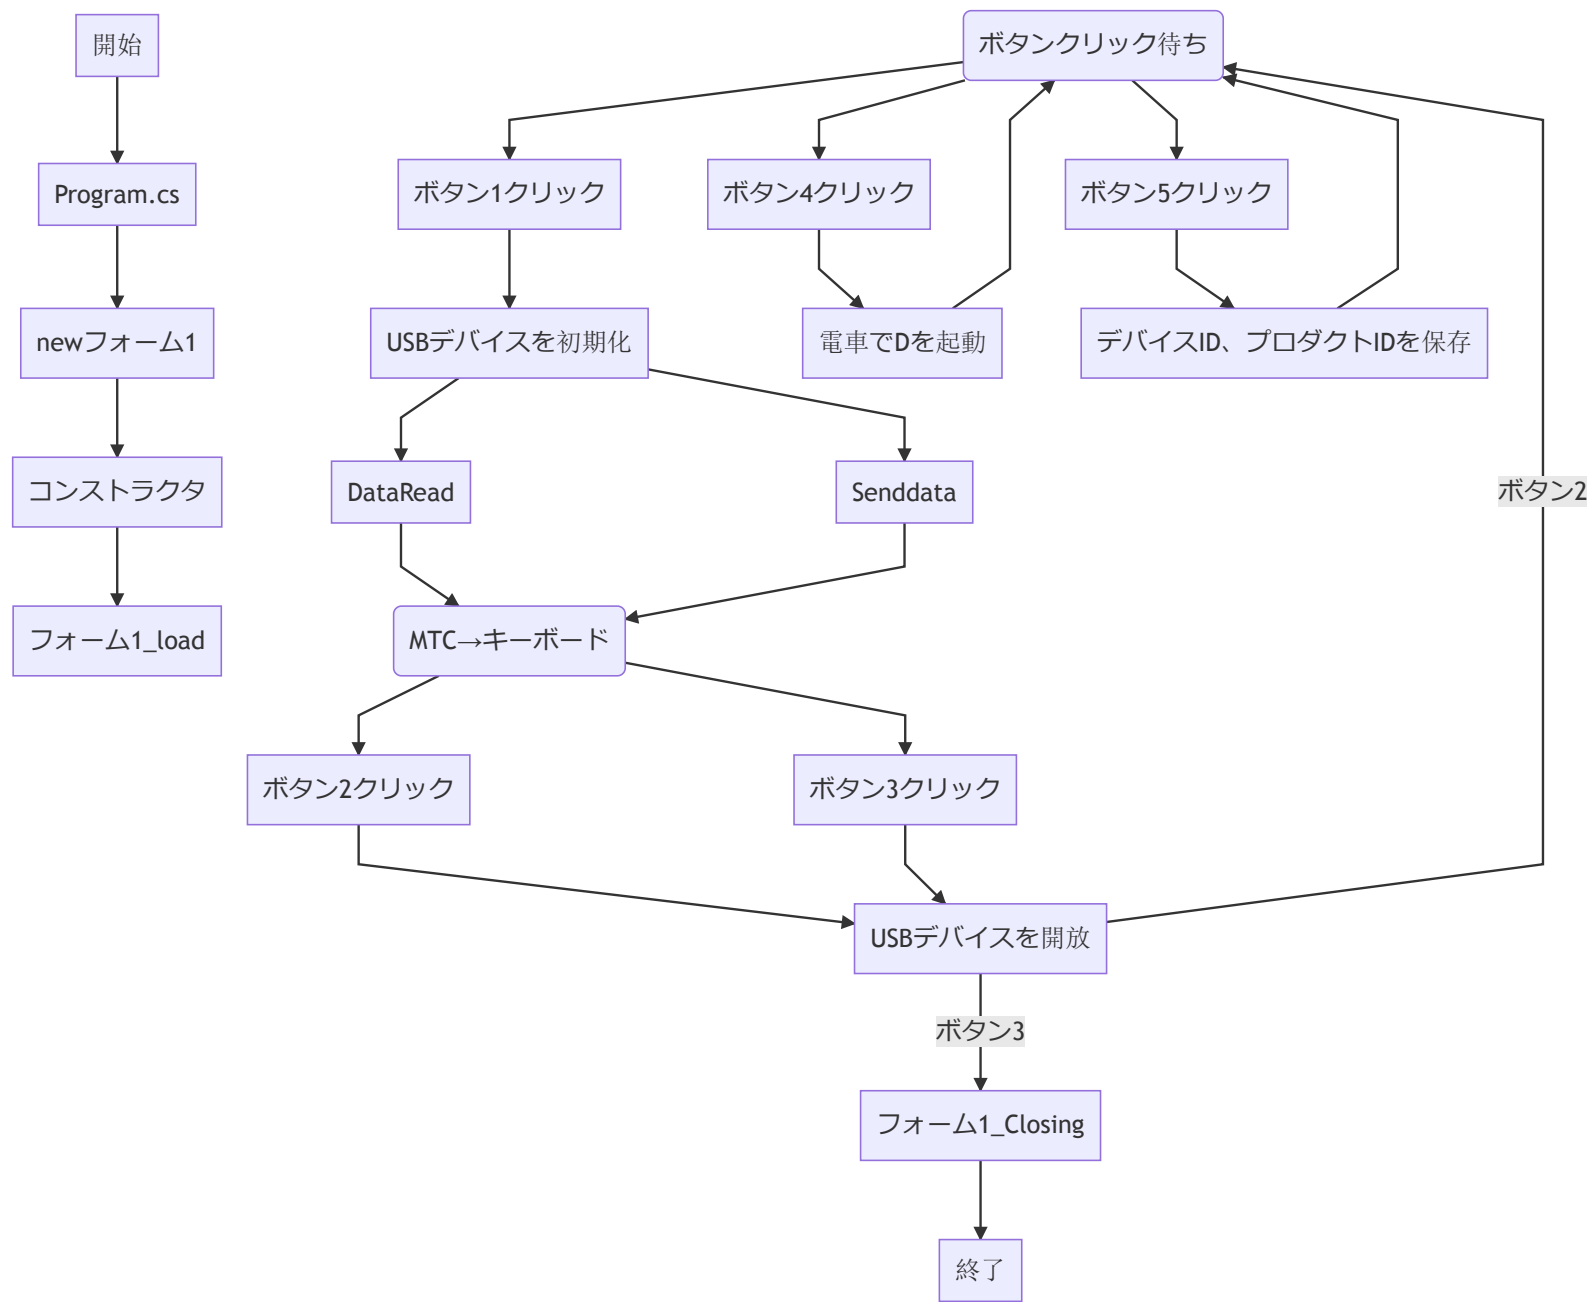 開始
Program.cs
newフォーム1
コンストラクタ
フォーム1_load
ボタンクリック待ち
ボタン1クリック
ボタン4クリック
ボタン5クリック
USBデバイスを初期化
電車でDを起動
デバイスID、プロダクトIDを保存
DataRead
Senddata
ボタン2
MTC→キーボード
ボタン2クリック
ボタン3クリック
USBデバイスを開放
ボタン3
フォーム1_Closing
終了